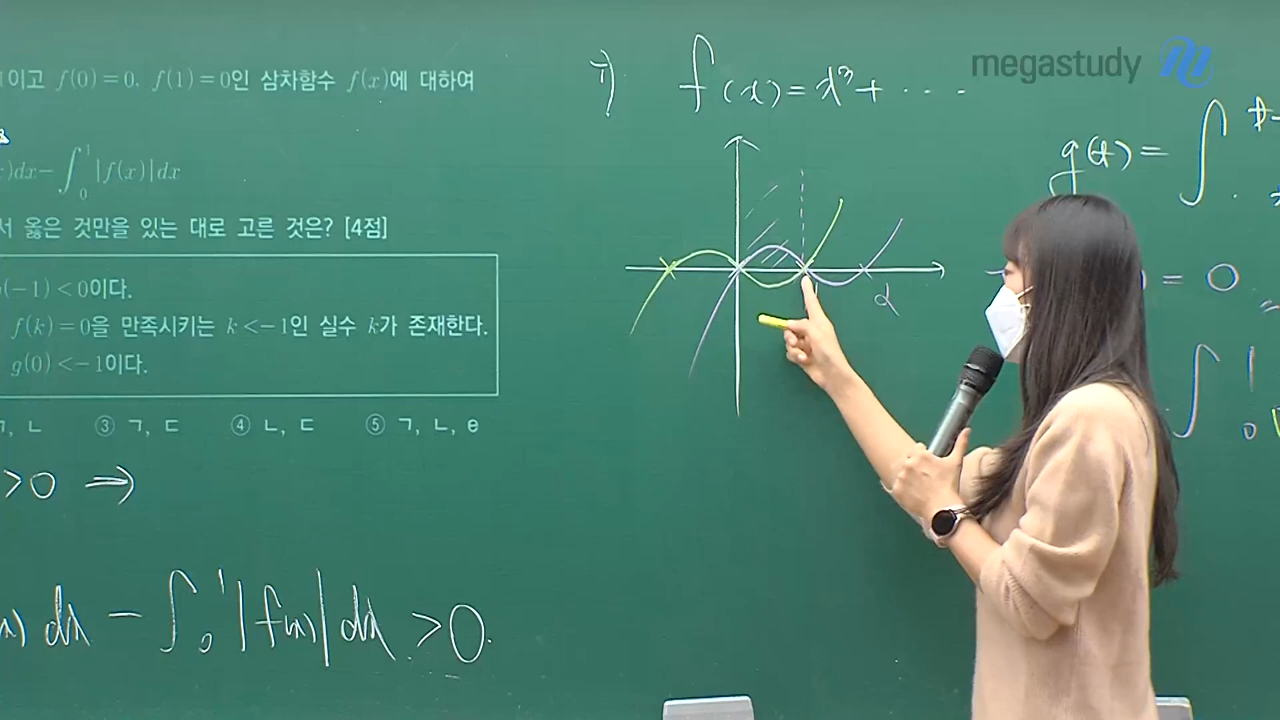 1이고 f(0)=0, f(1)=0인 삼차함수 f(x)에 대하여
)dx-∫₀¹|f(x)|dx
서 옳은 것만을 있는 대로 고른 것은? [4점]
(-1)<0이다.
f(k)=0을 만족시키는 k<-1인 실수 k가 존재한다.
g(0)<-1이다.
ㄱ, ㄴ ③ ㄱ, ㄷ ④ ㄴ, ㄷ ⑤ ㄱ, ㄴ, ㄷ
>0 ⇒
) dx - ∫₀¹|f(x)|dx >0.
i) f(x)=x³+ ...
megastudy
α
g(t)= ∫
= 0
∫₀¹